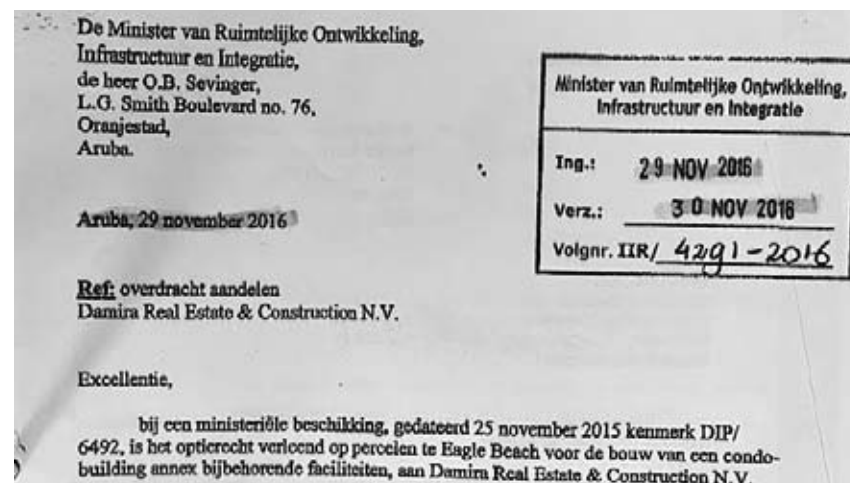 De Minister van Ruimtelijke Ontwikkeling,
Infrastructuur en Integratie,
de heer O.B. Sevinger,
L.G. Smith Boulevard no. 76,
Oranjestad,
Aruba.
Minister van Ruimtelijke Ontwikkeling,
Infrastructuur en Integratie
Ing.: 29 NOV 2016
Verz.: 30 NOV 2016
Volgnr. IIR/ 4291-2016
Aruba, 29 november 2016
Ref: overdracht aandelen
Damira Real Estate & Construction N.V.
Excellentie,
bij een ministeriële beschikking, gedateerd 25 november 2015 kenmerk DIP/
6492, is het optierecht verleend op percelen te Eagle Beach voor de bouw van een condo-
building annex bijbehorende faciliteiten, aan Damira Real Estate & Construction N.V.